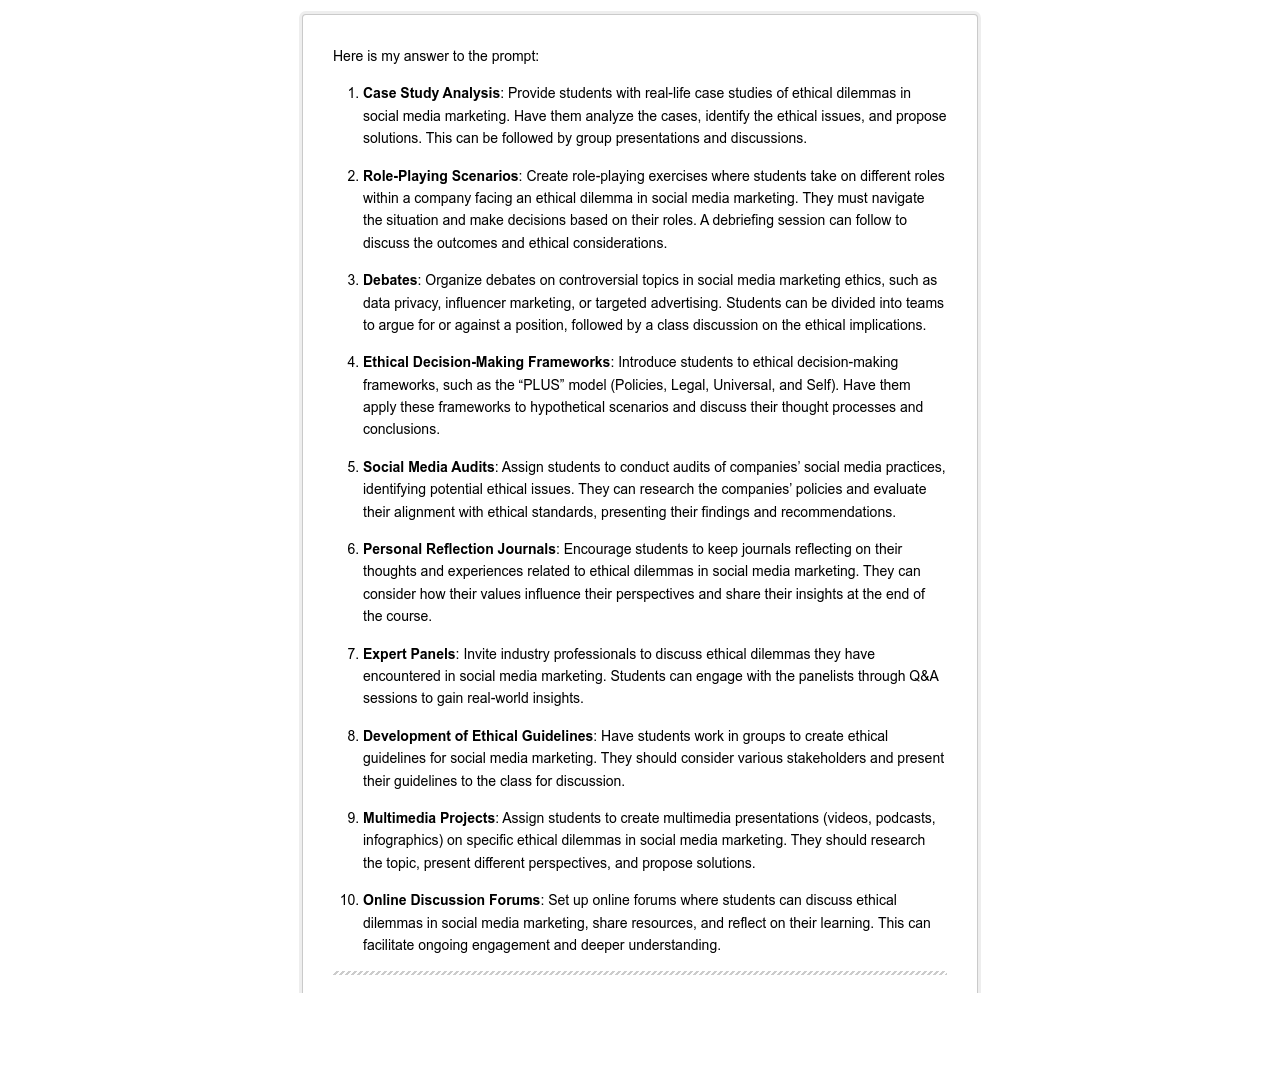 Here is my answer to the prompt:
1. Case Study Analysis: Provide students with real-life case studies of ethical dilemmas in
social media marketing. Have them analyze the cases, identify the ethical issues, and propose
solutions. This can be followed by group presentations and discussions.
2. Role-Playing Scenarios: Create role-playing exercises where students take on different roles
within a company facing an ethical dilemma in social media marketing. They must navigate
the situation and make decisions based on their roles. A debriefing session can follow to
discuss the outcomes and ethical considerations.
3. Debates: Organize debates on controversial topics in social media marketing ethics, such as
data privacy, influencer marketing, or targeted advertising. Students can be divided into teams
to argue for or against a position, followed by a class discussion on the ethical implications.
4. Ethical Decision-Making Frameworks: Introduce students to ethical decision-making
frameworks, such as the “PLUS” model (Policies, Legal, Universal, and Self). Have them
apply these frameworks to hypothetical scenarios and discuss their thought processes and
conclusions.
5. Social Media Audits: Assign students to conduct audits of companies’ social media practices,
identifying potential ethical issues. They can research the companies’ policies and evaluate
their alignment with ethical standards, presenting their findings and recommendations.
6. Personal Reflection Journals: Encourage students to keep journals reflecting on their
thoughts and experiences related to ethical dilemmas in social media marketing. They can
consider how their values influence their perspectives and share their insights at the end of
the course.
7. Expert Panels: Invite industry professionals to discuss ethical dilemmas they have
encountered in social media marketing. Students can engage with the panelists through Q&A
sessions to gain real-world insights.
8. Development of Ethical Guidelines: Have students work in groups to create ethical
guidelines for social media marketing. They should consider various stakeholders and present
their guidelines to the class for discussion.
9. Multimedia Projects: Assign students to create multimedia presentations (videos, podcasts,
infographics) on specific ethical dilemmas in social media marketing. They should research
the topic, present different perspectives, and propose solutions.
10. Online Discussion Forums: Set up online forums where students can discuss ethical
dilemmas in social media marketing, share resources, and reflect on their learning. This can
facilitate ongoing engagement and deeper understanding.